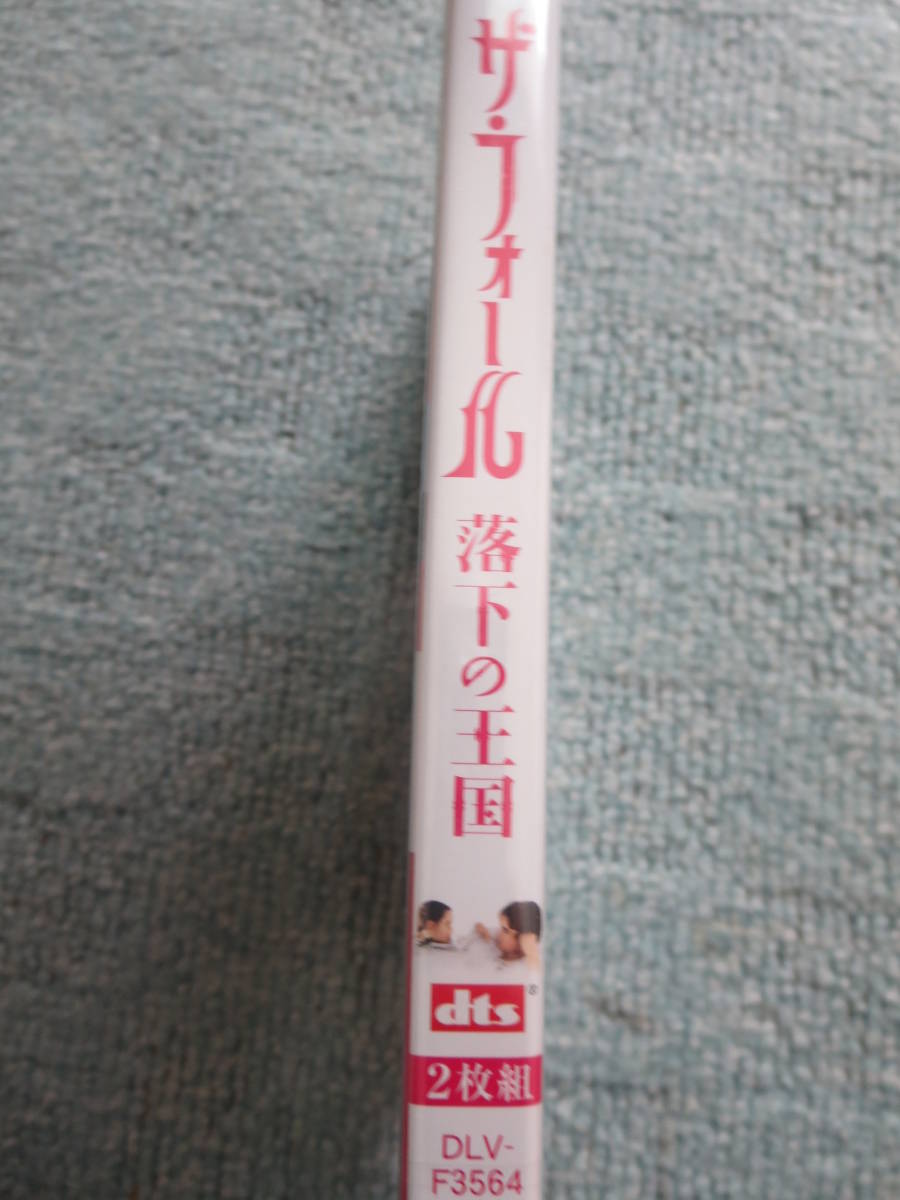 ザ・フォール 落下の王国
dts®
2枚組
DLV-
F3564